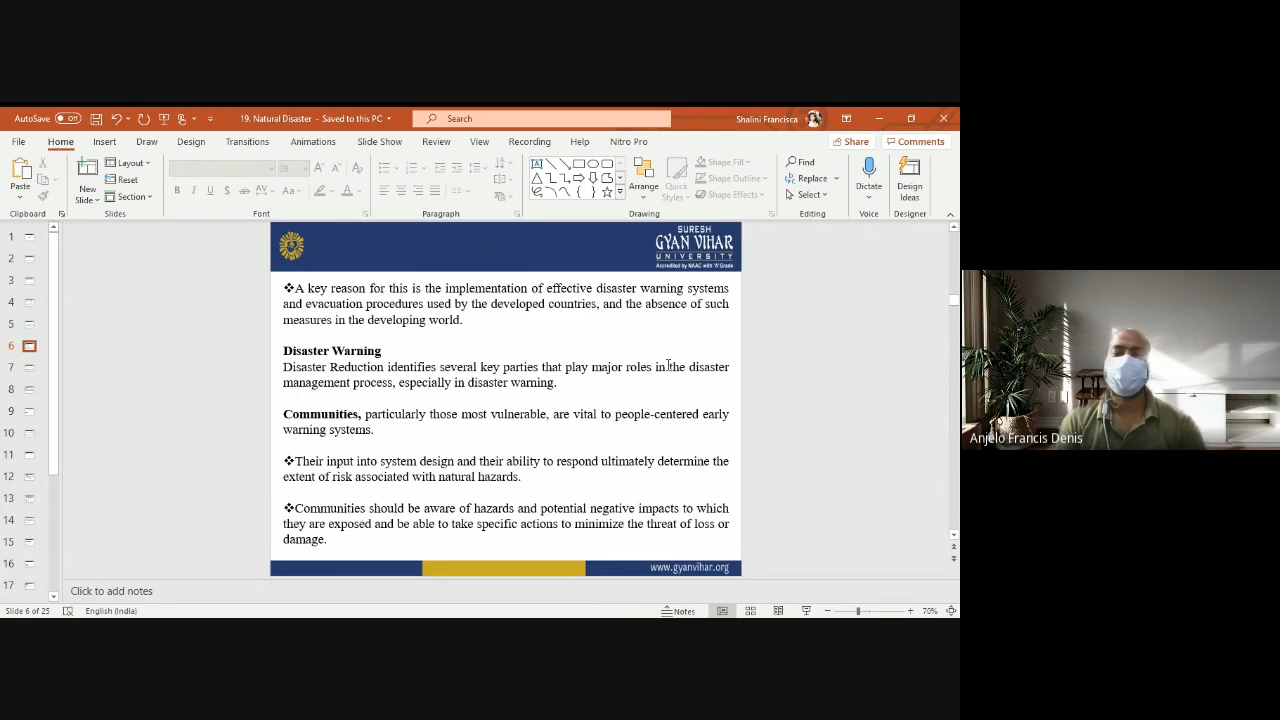 AutoSave Off 19. Natural Disaster - Saved to this PC Search Shalini Francisca
File Home Insert Draw Design Transitions Animations Slide Show Review View Recording Help Nitro Pro Share Comments
Paste New Slide Layout Reset Section 28 Arrange Quick Styles Shape Fill Shape Outline Shape Effects Find Replace Select Dictate Design Ideas
Clipboard Slides Font Paragraph Drawing Editing Voice Designer
SURESH
GYAN VIHAR
UNIVERSITY
Accredited by NAAC with 'A' Grade
❖A key reason for this is the implementation of effective disaster warning systems
and evacuation procedures used by the developed countries, and the absence of such
measures in the developing world.
Disaster Warning
Disaster Reduction identifies several key parties that play major roles in the disaster
management process, especially in disaster warning.
Communities, particularly those most vulnerable, are vital to people-centered early
warning systems.
❖Their input into system design and their ability to respond ultimately determine the
extent of risk associated with natural hazards.
❖Communities should be aware of hazards and potential negative impacts to which
they are exposed and be able to take specific actions to minimize the threat of loss or
damage.
www.gyanvihar.org
1
2
3
4
5
6
7
8
9
10
11
12
13
14
15
16
17
Click to add notes
Slide 6 of 25 English (India) Notes 70%
Anjelo Francis Denis